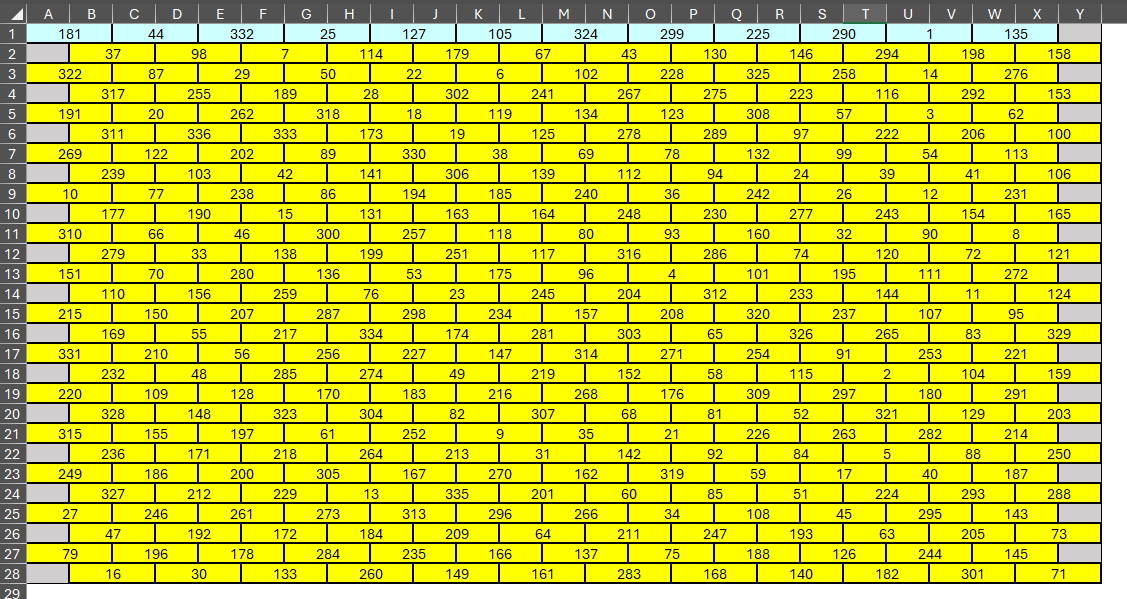 A B C D E F G H I J K L M N O P Q R S T U V W X Y
1 181 44 332 25 127 105 324 299 225 290 1 135
2 37 98 7 114 179 67 43 130 146 294 198 158
3 322 87 29 50 22 6 102 228 325 258 14 276
4 317 255 189 28 302 241 267 275 223 116 292 153
5 191 20 262 318 18 119 134 123 308 57 3 62
6 311 336 333 173 19 125 278 289 97 222 206 100
7 269 122 202 89 330 38 69 78 132 99 54 113
8 239 103 42 141 306 139 112 94 24 39 41 106
9 10 77 238 86 194 185 240 36 242 26 12 231
10 177 190 15 131 163 164 248 230 277 243 154 165
11 310 66 46 300 257 118 80 93 160 32 90 8
12 279 33 138 199 251 117 316 286 74 120 72 121
13 151 70 280 136 53 175 96 4 101 195 111 272
14 110 156 259 76 23 245 204 312 233 144 11 124
15 215 150 207 287 298 234 157 208 320 237 107 95
16 169 55 217 334 174 281 303 65 326 265 83 329
17 331 210 56 256 227 147 314 271 254 91 253 221
18 232 48 285 274 49 219 152 58 115 2 104 159
19 220 109 128 170 183 216 268 176 309 297 180 291
20 328 148 323 304 82 307 68 81 52 321 129 203
21 315 155 197 61 252 9 35 21 226 263 282 214
22 236 171 218 264 213 31 142 92 84 5 88 250
23 249 186 200 305 167 270 162 319 59 17 40 187
24 327 212 229 13 335 201 60 85 51 224 293 288
25 27 246 261 273 313 296 266 34 108 45 295 143
26 47 192 172 184 209 64 211 247 193 63 205 73
27 79 196 178 284 235 166 137 75 188 126 244 145
28 16 30 133 260 149 161 283 168 140 182 301 71
29